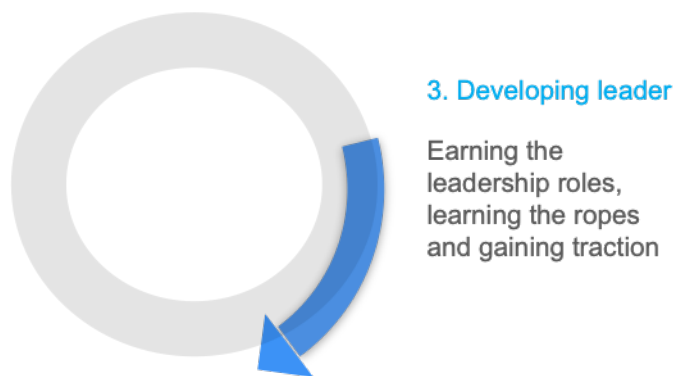 3. Developing leader
Earning the
leadership roles,
learning the ropes
and gaining traction